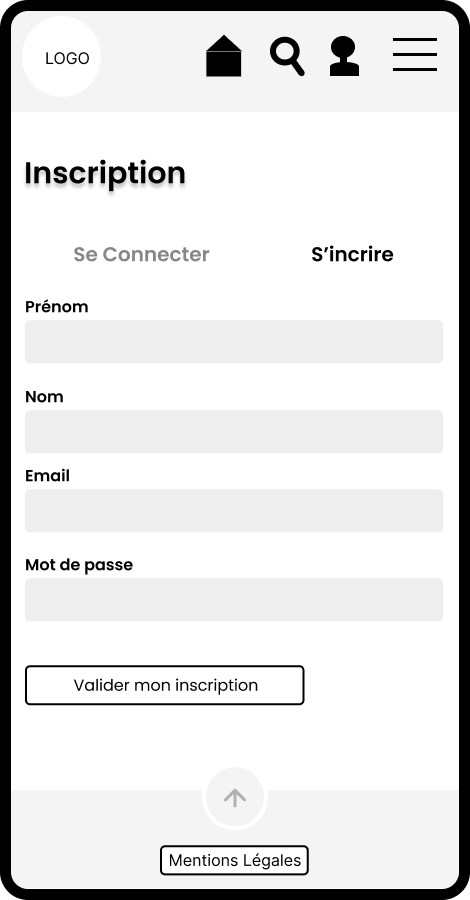 LOGO
Inscription
Se Connecter
S’incrire
Prénom
Nom
Email
Mot de passe
Valider mon inscription
Mentions Légales